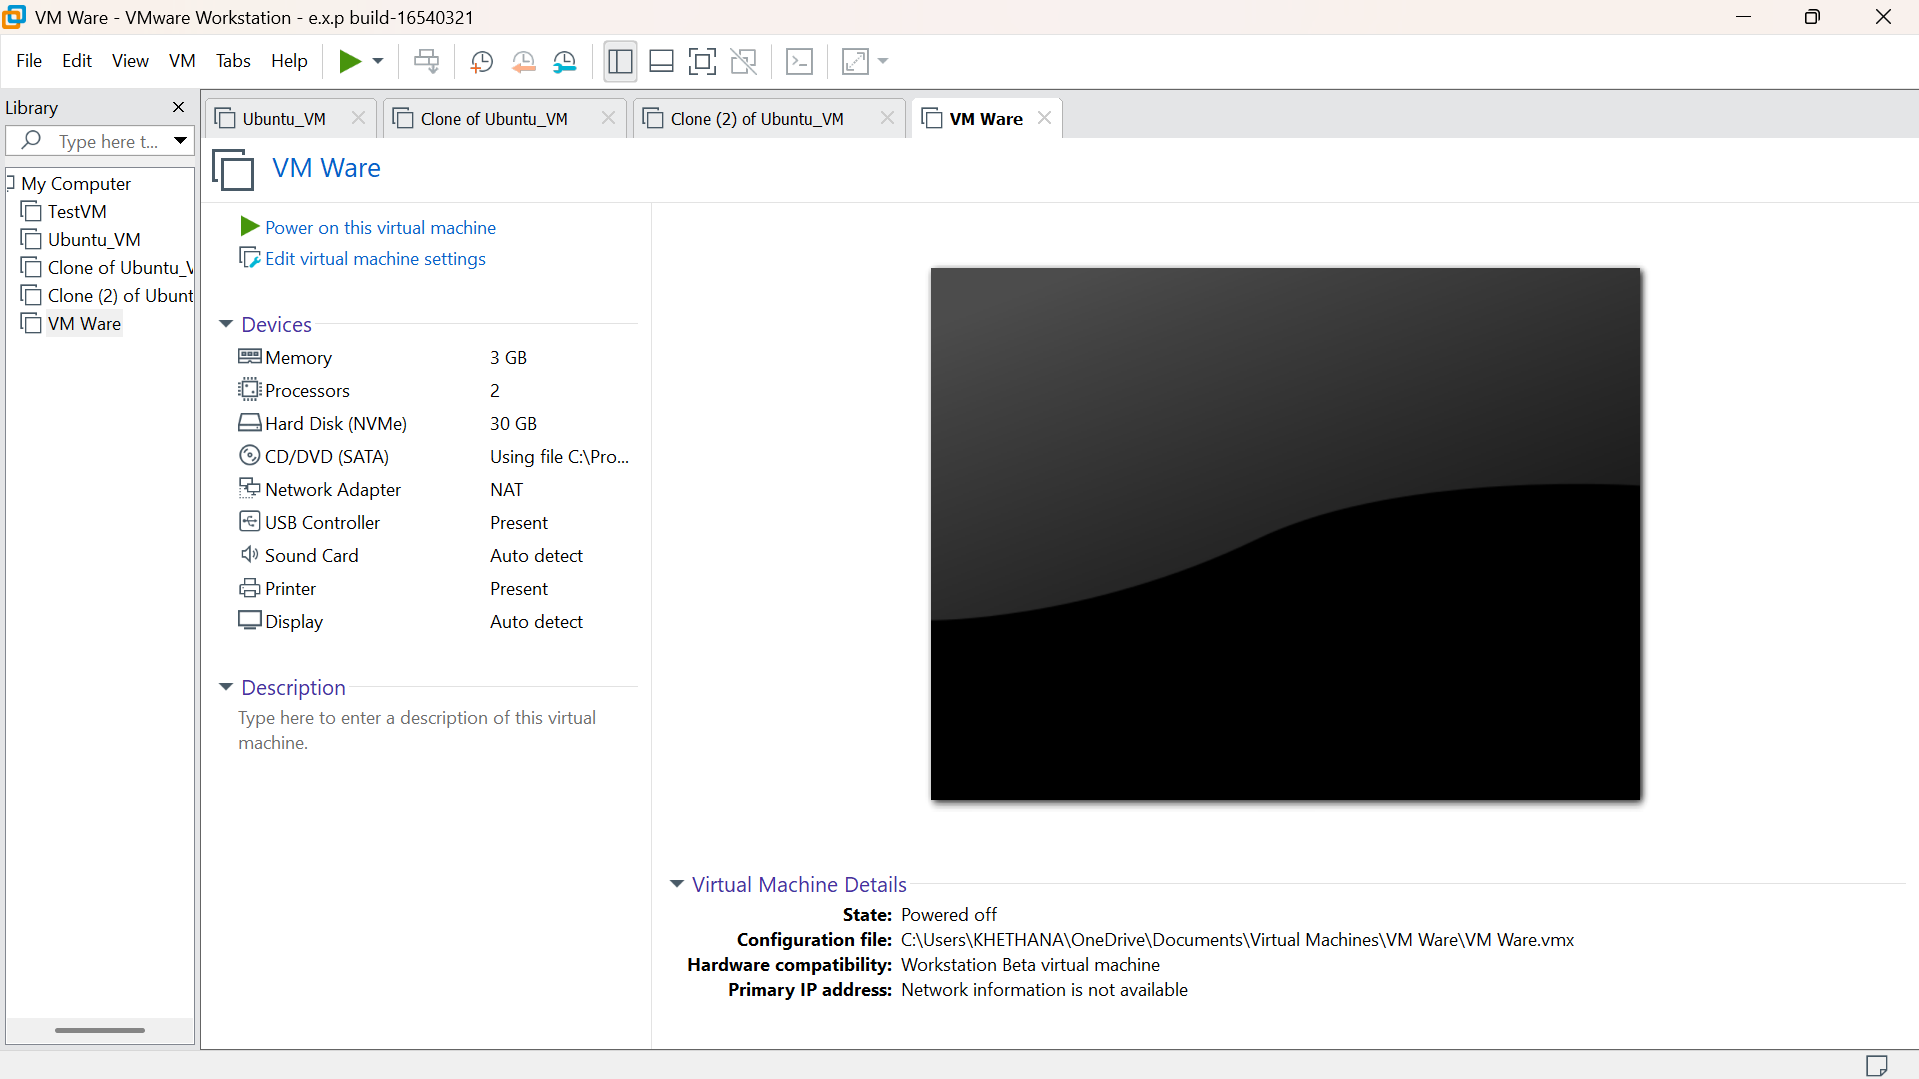 VM Ware - VMware Workstation - e.x.p build-16540321
File Edit View VM Tabs Help
Library
Type here t...
My Computer
TestVM
Ubuntu_VM
Clone of Ubuntu_V
Clone (2) of Ubunt
VM Ware
Ubuntu_VM Clone of Ubuntu_VM Clone (2) of Ubuntu_VM VM Ware
VM Ware
Power on this virtual machine
Edit virtual machine settings
Devices
Memory 3 GB
Processors 2
Hard Disk (NVMe) 30 GB
CD/DVD (SATA) Using file C:\Pro...
Network Adapter NAT
USB Controller Present
Sound Card Auto detect
Printer Present
Display Auto detect
Description
Type here to enter a description of this virtual
machine.
Virtual Machine Details
State: Powered off
Configuration file: C:\Users\KHETHANA\OneDrive\Documents\Virtual Machines\VM Ware\VM Ware.vmx
Hardware compatibility: Workstation Beta virtual machine
Primary IP address: Network information is not available